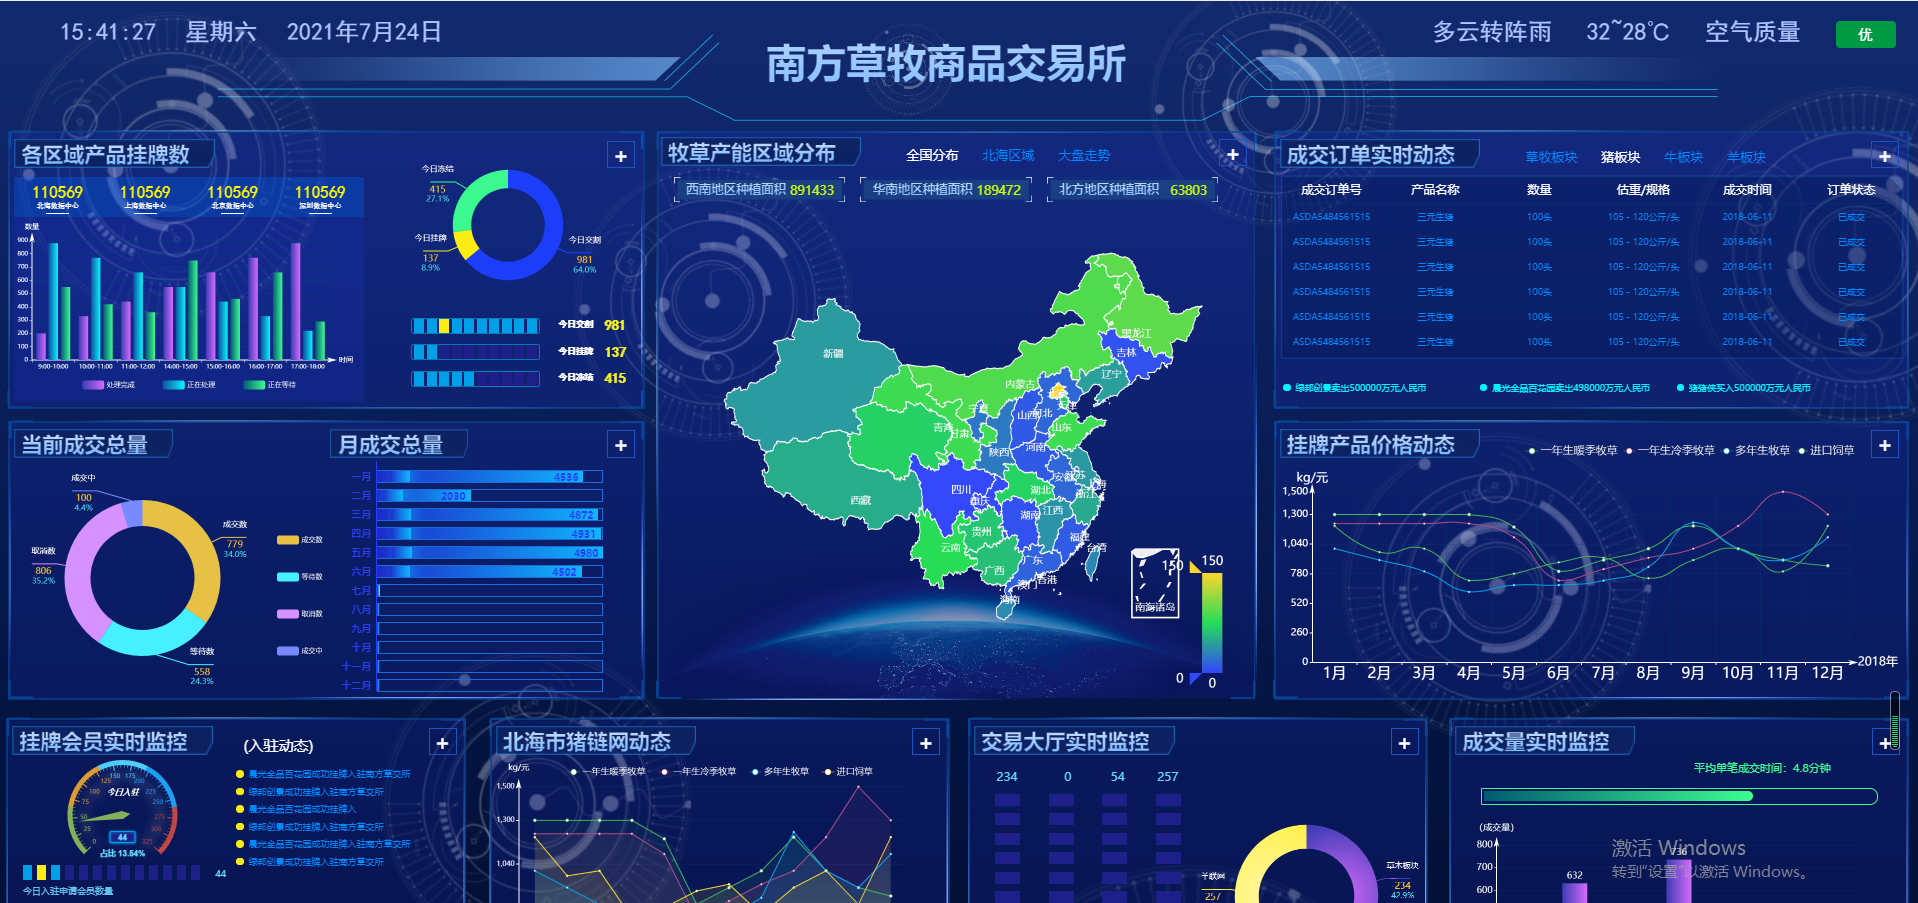 15:41:27 星期六 2021年7月24日
南方草牧商品交易所
多云转阵雨 32~28℃ 空气质量 优
各区域产品挂牌数
110569 110569 110569 110569
北海数据中心 上海数据中心 北京数据中心 深圳数据中心
数量
900
800
700
600
500
400
300
200
100
0
9:00-10:00 10:00-11:00 11:00-12:00 14:00-15:00 15:00-16:00 16:00-17:00 17:00-18:00 时间
处理完成 正在处理 正在等待
今日冻结
415
27.1%
今日挂牌
137
8.9%
今日交割
981
64.0%
今日交割 981
今日挂牌 137
今日冻结 415
牧草产能区域分布
全国分布 北海区域 大盘走势
西南地区种植面积 891433
华南地区种植面积 189472
北方地区种植面积 63803
黑龙江
吉林
新疆
辽宁
内蒙古
宁夏
山西
河北
天津
青海
甘肃
山东
陕西
河南
四川
重庆
湖北
安徽
江苏
上海
浙江
西藏
湖南
江西
贵州
云南
福建
台湾
广西
广东
澳门
香港
海南
南海诸岛
150 150
0 0
成交订单实时动态
草牧板块 猪板块 牛板块 羊板块
成交订单号 产品名称 数量 估重/规格 成交时间 订单状态
ASDA5484561515 三元生猪 100头 105 - 120公斤/头 2018-06-11 已成交
ASDA5484561515 三元生猪 100头 105 - 120公斤/头 2018-06-11 已成交
ASDA5484561515 三元生猪 100头 105 - 120公斤/头 2018-06-11 已成交
ASDA5484561515 三元生猪 100头 105 - 120公斤/头 2018-06-11 已成交
ASDA5484561515 三元生猪 100头 105 - 120公斤/头 2018-06-11 已成交
ASDA5484561515 三元生猪 100头 105 - 120公斤/头 2018-06-11 已成交
绿邦创景卖出500000万元人民币 晨光全品百花园卖出498000万元人民币 猪猪侠买入500000万元人民币
当前成交总量
成交中
100
4.4%
成交数
779
34.0%
取消数
806
35.2%
等待数
558
24.3%
成交数
等待数
取消数
成交中
月成交总量
一月 4536
二月 2030
三月 4872
四月 4931
五月 4980
六月 4502
七月
八月
九月
十月
十一月
十二月
挂牌产品价格动态
一年生暖季牧草 一年生冷季牧草 多年生牧草 进口饲草
kg/元
1,500
1,300
1,040
780
520
260
0
1月 2月 3月 4月 5月 6月 7月 8月 9月 10月 11月 12月 2018年
挂牌会员实时监控
(入驻动态)
今日入驻
0 25 50 75 100 125 150 175 200 225 250 275 300 325
44
占比 13.54%
44
今日入驻申请会员数量
晨光全品百花园成功挂牌入驻南方草交所
绿邦创景成功挂牌入驻南方草交所
晨光全品百花园成功挂牌入
绿邦创景成功挂牌入驻南方草交所
晨光全品百花园成功挂牌入驻南方草交所
绿邦创景成功挂牌入驻南方草交所
北海市猪链网动态
kg/元
一年生暖季牧草 一年生冷季牧草 多年生牧草 进口饲草
1,500
1,300
1,040
交易大厅实时监控
234 0 54 257
羊联网
257
草木板块
234
42.9%
成交量实时监控
平均单笔成交时间：4.8分钟
(成交量)
800
700
600
632
736
激活 Windows
转到"设置"以激活 Windows。